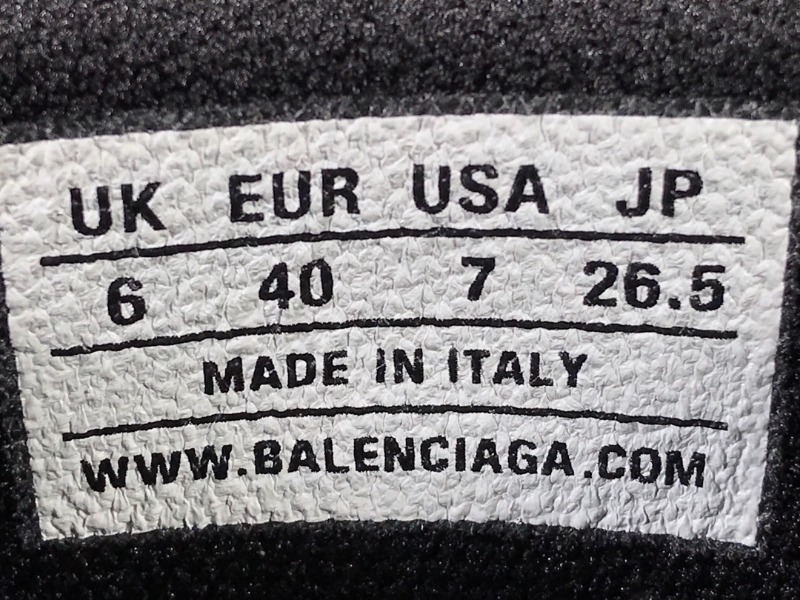 UK EUR USA JP
6 40 7 26.5
MADE IN ITALY
WWW.BALENCIAGA.COM